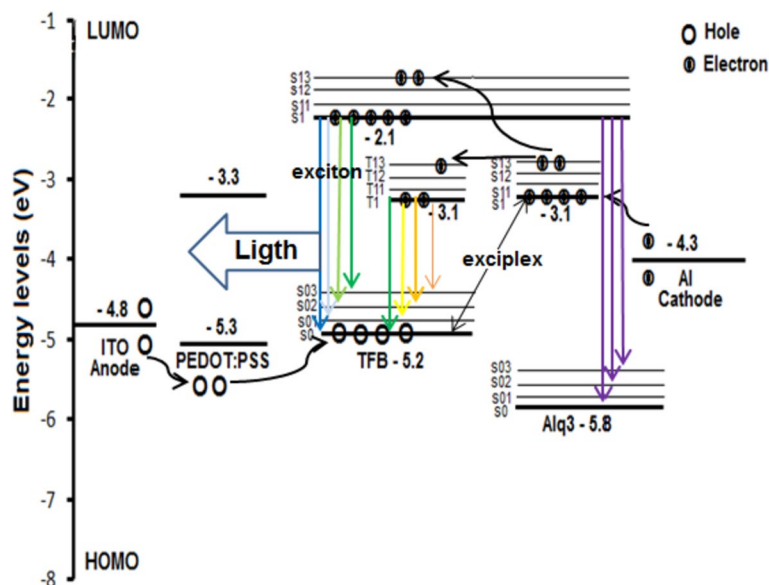 -1
LUMO
Hole
Electron
S13
S12
S11
S1
-2
- 2.1
exciton
T13
T12
T11
T1
- 3.1
S13
S12
S11
S1
- 3.1
-3
- 3.3
Ligth
exciplex
- 4.3
Al
Cathode
-4
Energy levels (eV)
- 4.8
ITO
Anode
- 5.3
PEDOT:PSS
S03
S02
S0
S0
TFB - 5.2
-5
S03
S02
S01
S0
Alq3 - 5.8
-6
-7
HOMO
-8